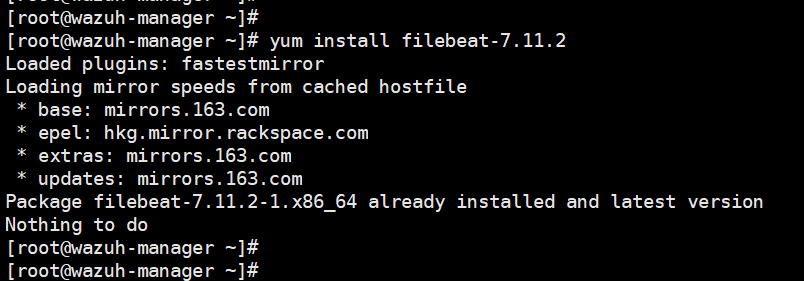 [root@wazuh-manager ~]#
[root@wazuh-manager ~]#
[root@wazuh-manager ~]# yum install filebeat-7.11.2
Loaded plugins: fastestmirror
Loading mirror speeds from cached hostfile
 * base: mirrors.163.com
 * epel: hkg.mirror.rackspace.com
 * extras: mirrors.163.com
 * updates: mirrors.163.com
Package filebeat-7.11.2-1.x86_64 already installed and latest version
Nothing to do
[root@wazuh-manager ~]#
[root@wazuh-manager ~]#